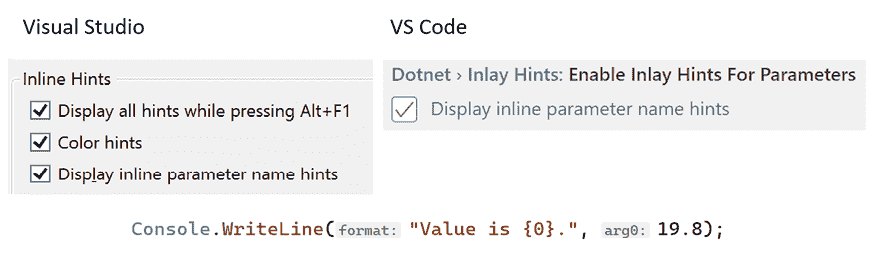 Visual Studio
Inline Hints
Display all hints while pressing Alt+F1
Color hints
Display inline parameter name hints
VS Code
Dotnet › Inlay Hints: Enable Inlay Hints For Parameters
Display inline parameter name hints
Console.WriteLine(format: "Value is {0}.", arg0: 19.8);